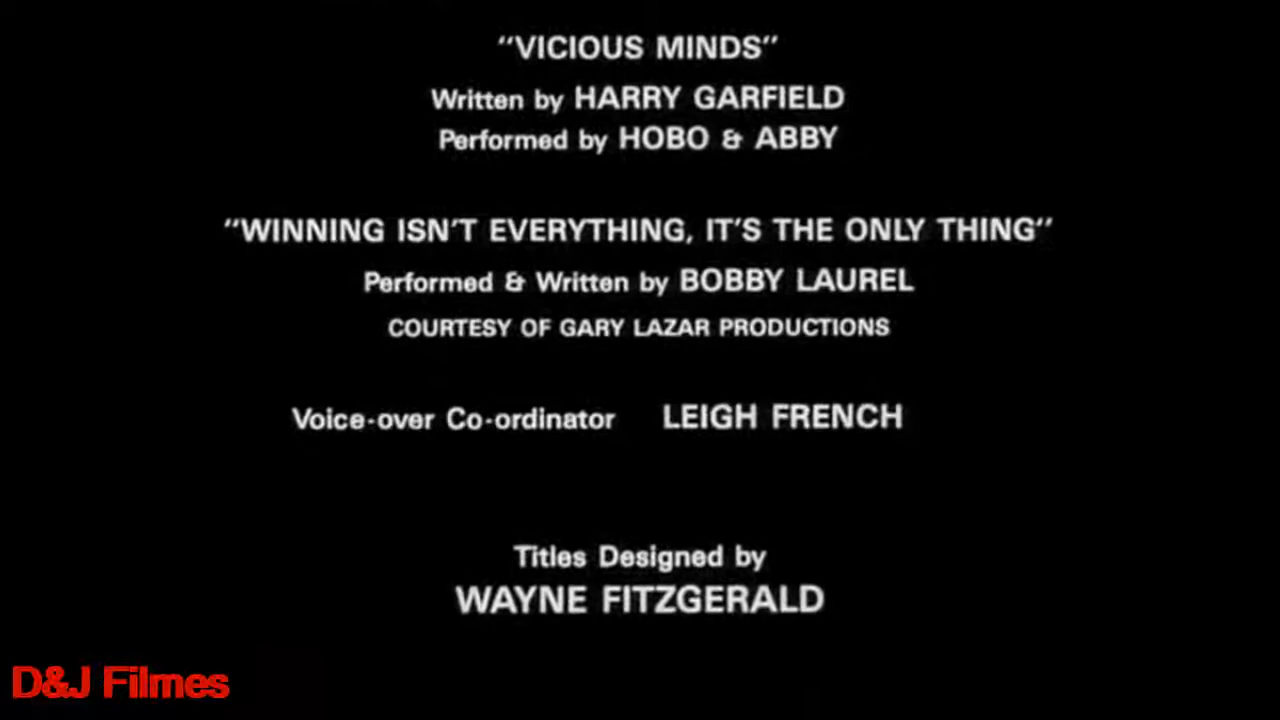 "VICIOUS MINDS"
Written by HARRY GARFIELD
Performed by HOBO & ABBY
"WINNING ISN'T EVERYTHING, IT'S THE ONLY THING"
Performed & Written by BOBBY LAUREL
COURTESY OF GARY LAZAR PRODUCTIONS
Voice-over Co-ordinator LEIGH FRENCH
Titles Designed by
WAYNE FITZGERALD
D&J Filmes